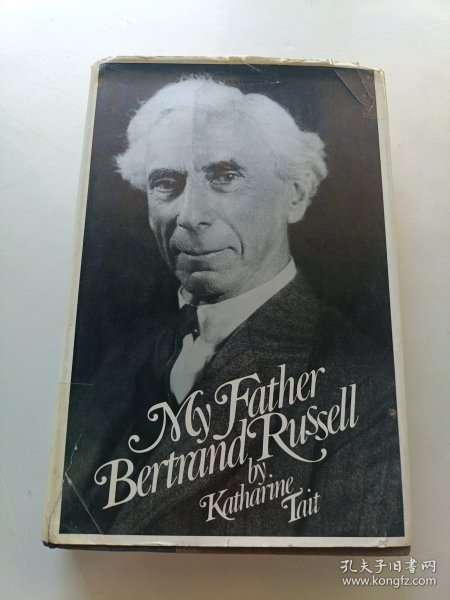 My Father
Bertrand Russell
by
Katharine
Tait
孔夫子旧书网
www.kongfz.com